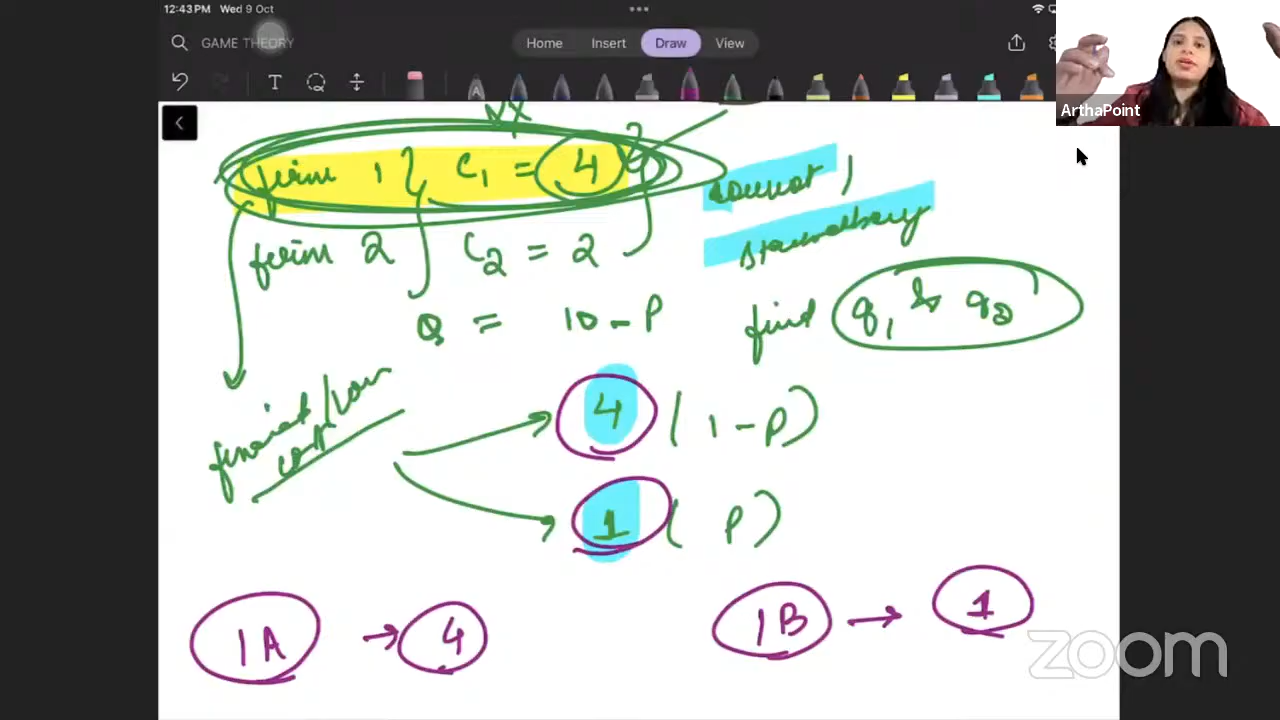 12:43 PM Wed 9 Oct
GAME THEORY
Home Insert Draw View
ArthaPoint
firm 1 C1 = 4
firm 2 C2 = 2
Q = 10 - P
find q1 & q2
4 (1-P)
1 (P)
1A → 4
1B → 1
zoom